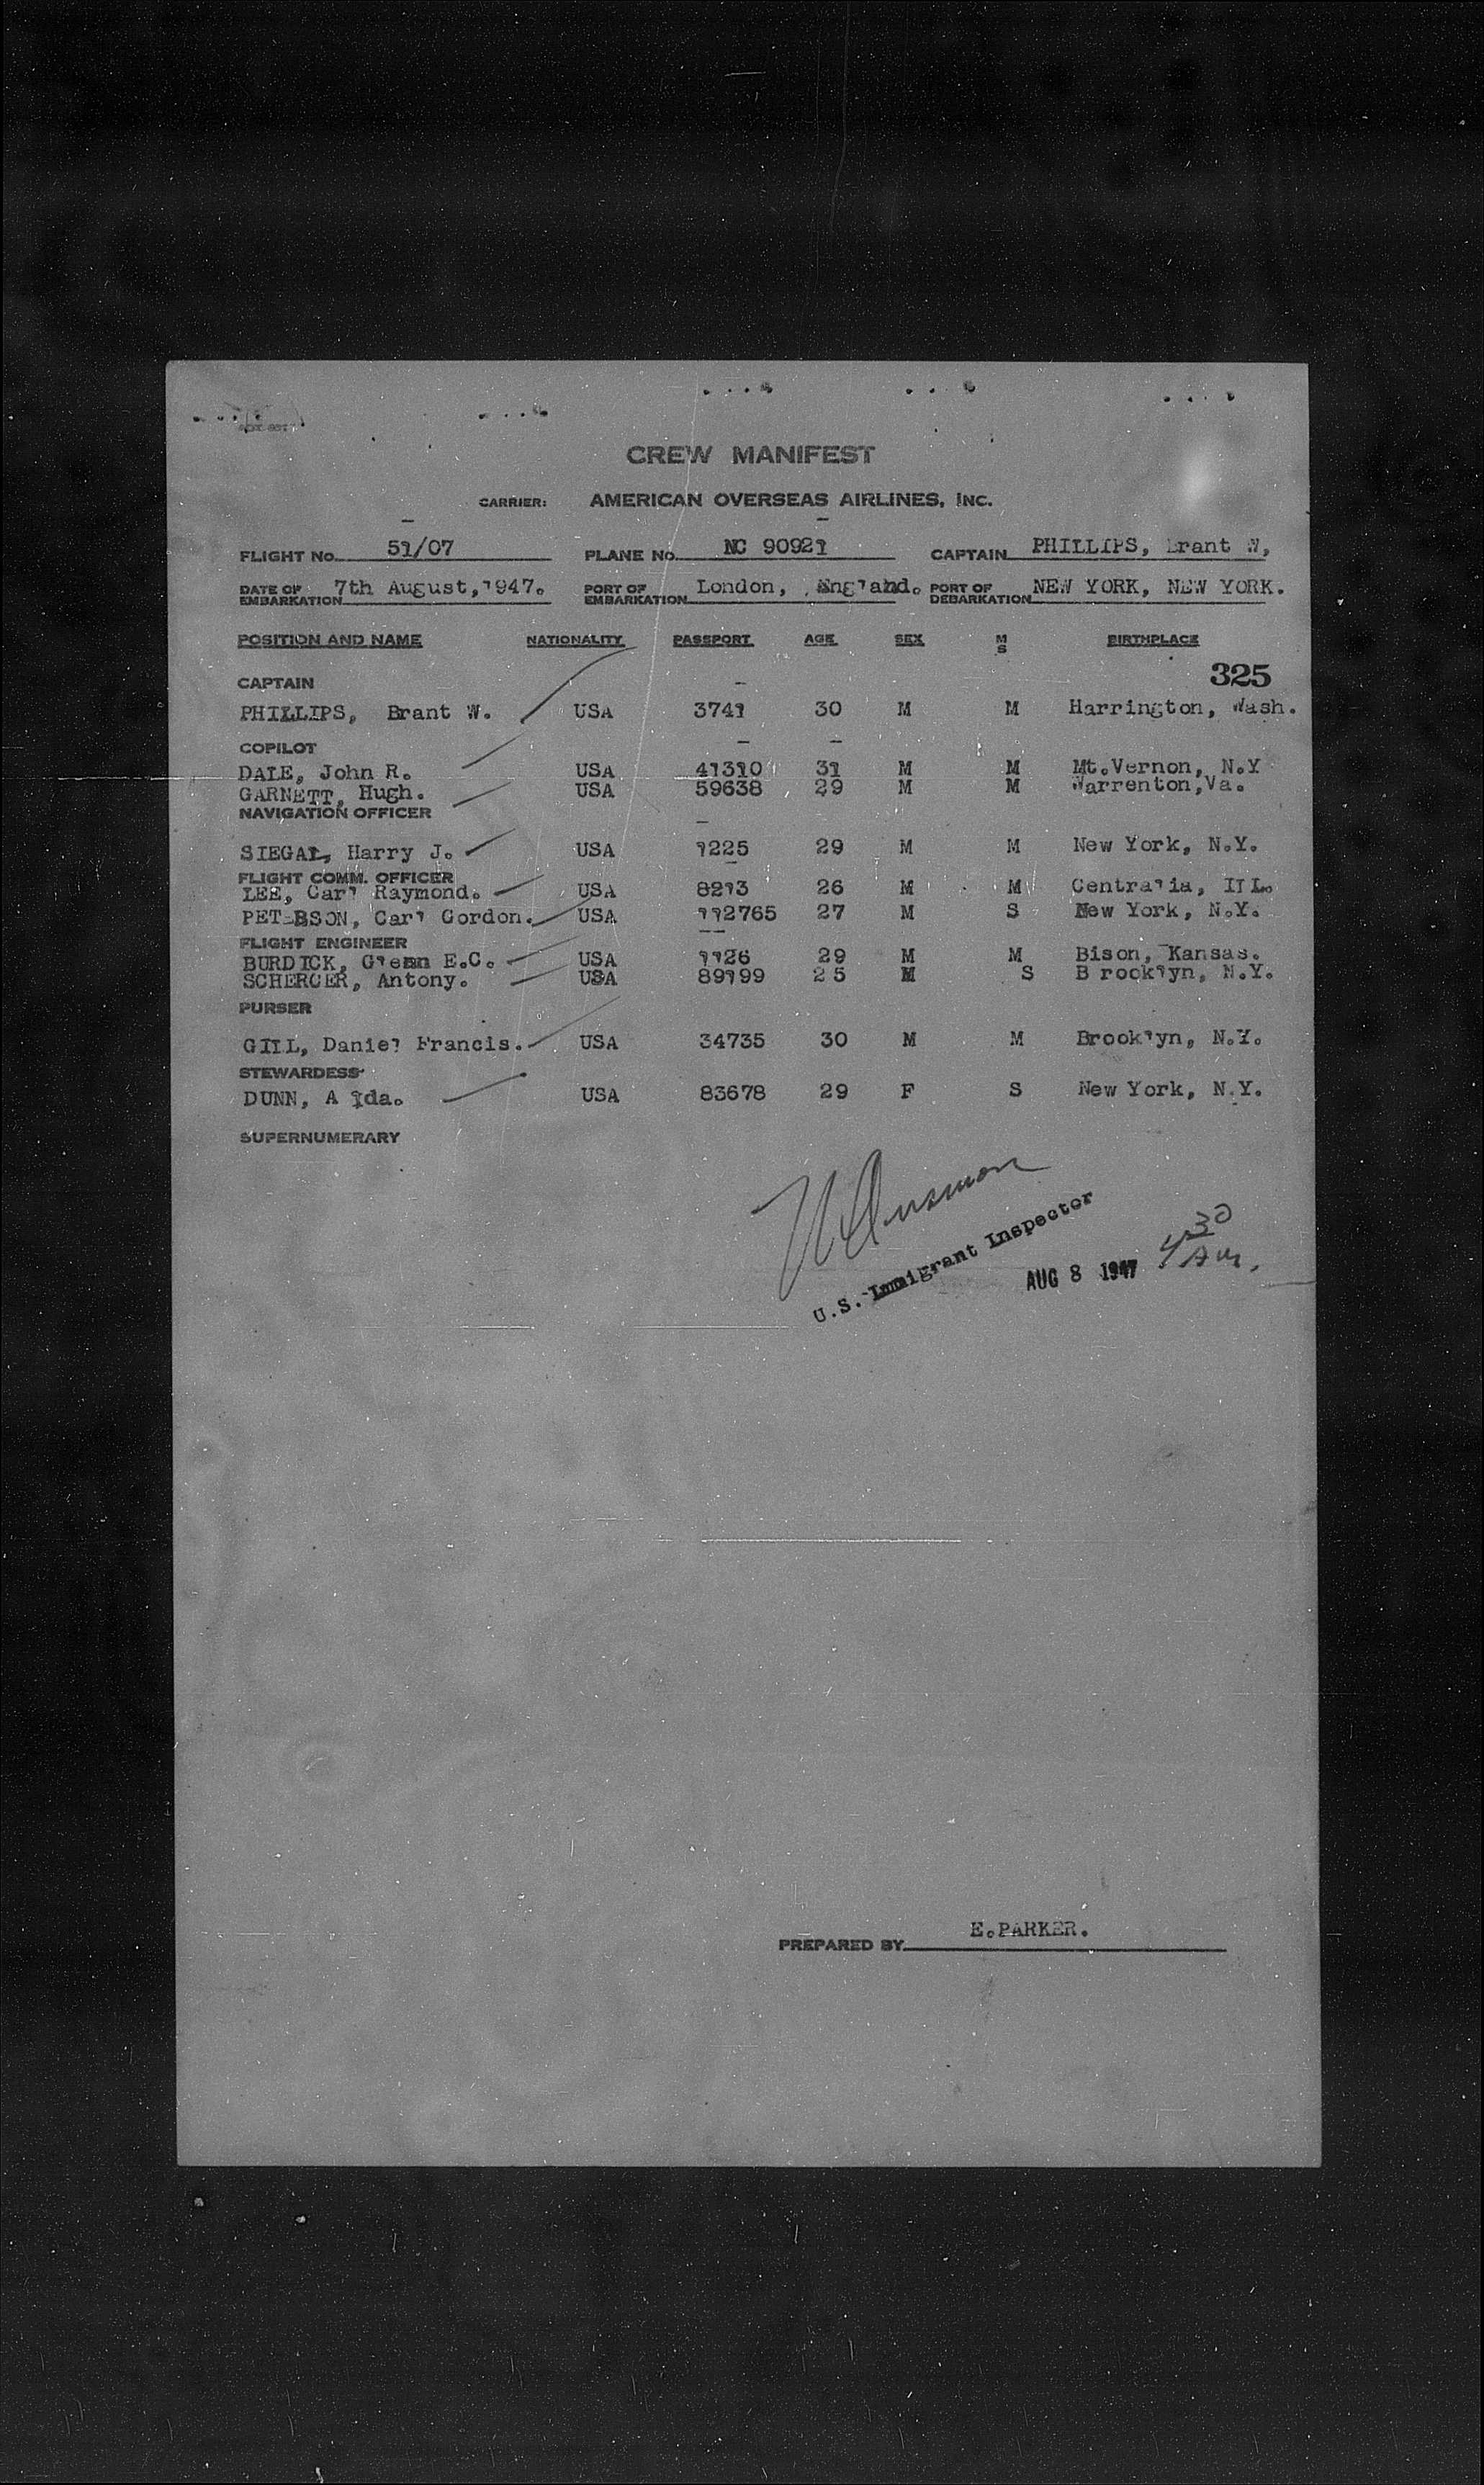 CREW MANIFEST
CARRIER: AMERICAN OVERSEAS AIRLINES, INC.
FLIGHT No. 51/07 PLANE No. NC 90921 CAPTAIN PHILLIPS, Brant W,
DATE OF EMBARKATION 7th August, 1947. PORT OF EMBARKATION London, England. PORT OF DEBARKATION NEW YORK, NEW YORK.
POSITION AND NAME NATIONALITY PASSPORT AGE SEX M S BIRTHPLACE
325
CAPTAIN
PHILLIPS, Brant W. USA 3741 30 M M Harrington, Wash.
COPILOT
DALE, John R. USA 41310 31 M M Mt.Vernon, N.Y
GARNETT, Hugh. USA 59638 29 M M Warrenton,Va.
NAVIGATION OFFICER
SIEGAL, Harry J. USA 1225 29 M M New York, N.Y.
FLIGHT COMM. OFFICER
LEE, Carl Raymond. USA 8213 26 M M Centralia, ILL.
PETERSON, Carl Gordon. USA 112765 27 M S New York, N.Y.
FLIGHT ENGINEER
BURDICK, Glenn E.C. USA 1126 29 M M Bison, Kansas.
SCHERGER, Antony. USA 89199 25 M S Brooklyn, N.Y.
PURSER
GILL, Daniel Francis. USA 34735 30 M M Brooklyn, N.Y.
STEWARDESS
DUNN, A Ida. USA 83678 29 F S New York, N.Y.
SUPERNUMERARY
U.S. Immigrant Inspector
AUG 8 1947 4 30 AM.
PREPARED BY E.PARKER.